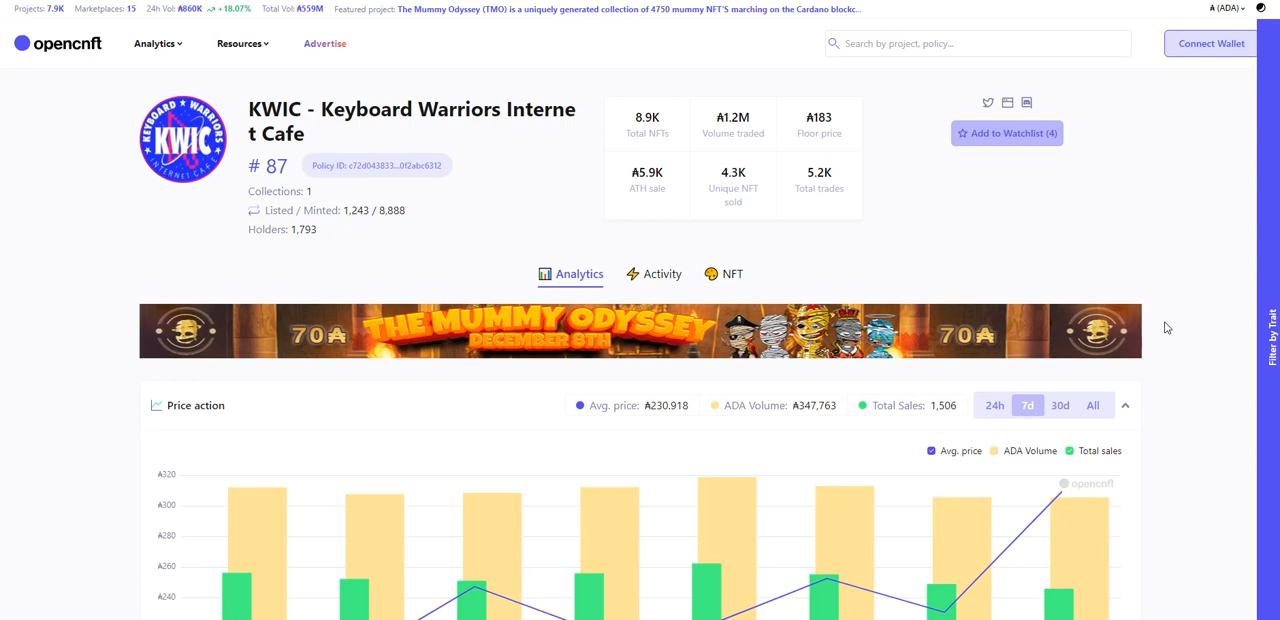 Projects: 7.9K Marketplaces: 15 24h Vol: ₳860K +18.07% Total Vol: ₳559M Featured project: The Mummy Odyssey (TMO) is a uniquely generated collection of 4750 mummy NFT'S marching on the Cardano blockc... ₳ (ADA)
opencnft Analytics Resources Advertise Search by project, policy... Connect Wallet
KEYBOARD ★ WARRIORS
KWIC
INTERNET CAFE
KWIC - Keyboard Warriors Interne
t Cafe
# 87 Policy ID: c72d043833...0f2abc6312
Collections: 1
Listed / Minted: 1,243 / 8,888
Holders: 1,793
8.9K ₳1.2M ₳183
Total NFTs Volume traded Floor price
₳5.9K 4.3K 5.2K
ATH sale Unique NFT sold Total trades
Add to Watchlist (4)
Filter by Trait
Analytics Activity NFT
70₳ THE MUMMY ODYSSEY 70₳
DECEMBER 8TH
Price action Avg. price: ₳230.918 ADA Volume: ₳347,763 Total Sales: 1,506 24h 7d 30d All
Avg. price ADA Volume Total sales
opencnft
₳320
₳300
₳280
₳260
₳240